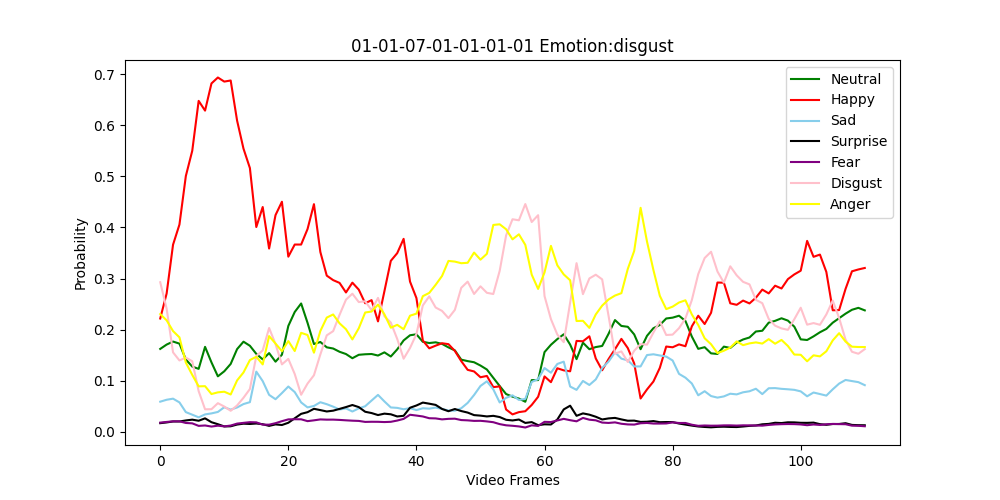 01-01-07-01-01-01-01 Emotion:disgust
Probability
0.7
0.6
0.5
0.4
0.3
0.2
0.1
0.0
Neutral
Happy
Sad
Surprise
Fear
Disgust
Anger
0 20 40 60 80 100
Video Frames